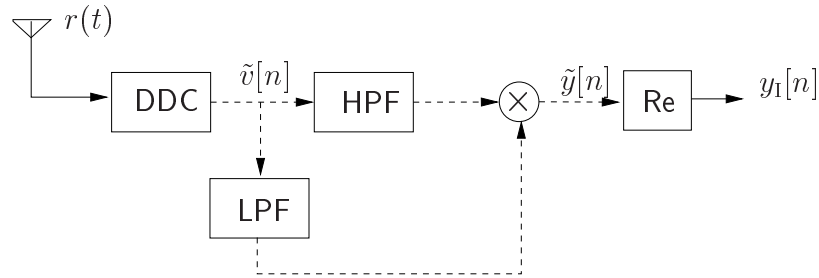 r(t)
ṽ[n]
ỹ[n]
y_I[n]
DDC
HPF
×
Re
LPF